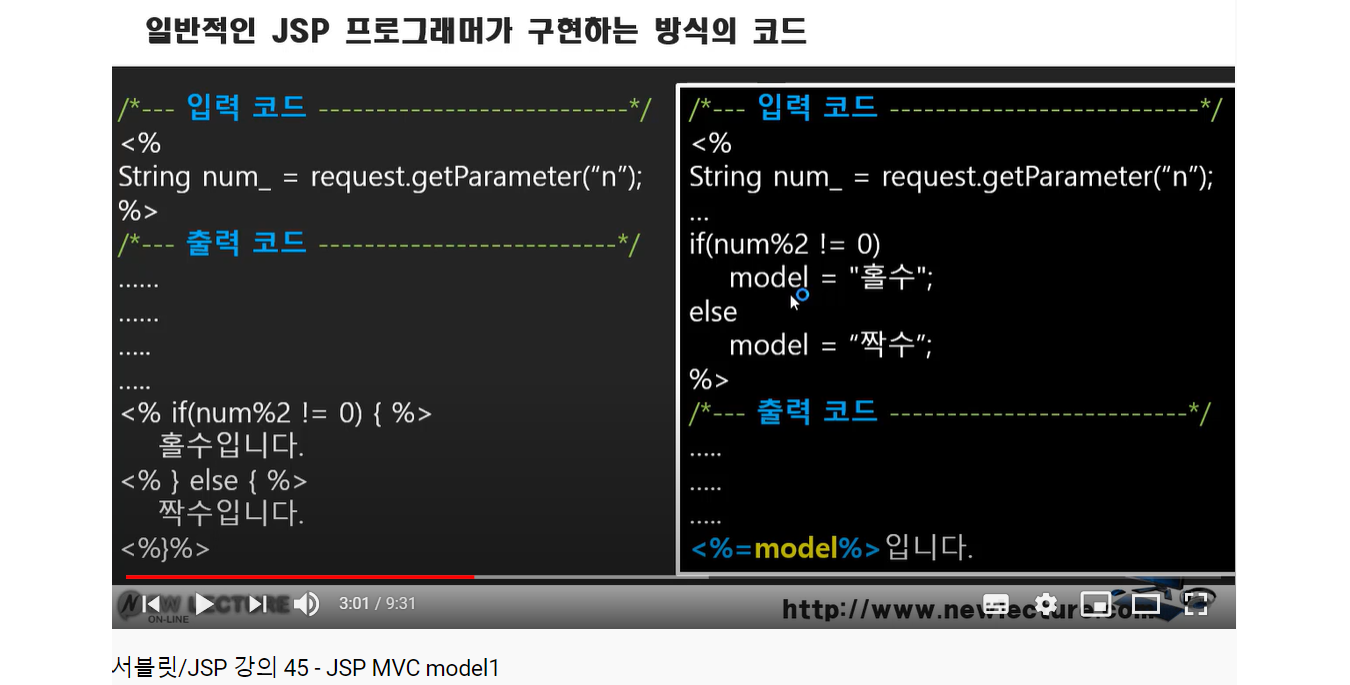 일반적인 JSP 프로그래머가 구현하는 방식의 코드
/*--- 입력 코드 ---------------------------*/
<%
String num_ = request.getParameter(“n”);
%>
/*--- 출력 코드 --------------------------*/
......
......
.....
.....
<% if(num%2 != 0) { %>
홀수입니다.
<% } else { %>
짝수입니다.
<%}%>
/*--- 입력 코드 ---------------------------*/
<%
String num_ = request.getParameter(“n”);
...
if(num%2 != 0)
model = "홀수";
else
model = “짝수”;
%>
/*--- 출력 코드 --------------------------*/
.....
.....
.....
<%=model%>입니다.
NEW LECTURE
ON-LINE
3:01 / 9:31
http://www.newlecture.com
서블릿/JSP 강의 45 - JSP MVC model1